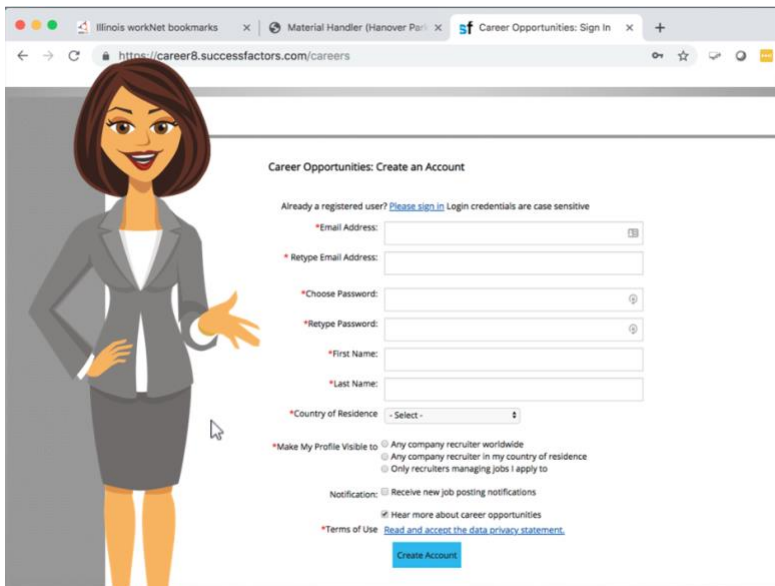 Illinois workNet bookmarks
Material Handler (Hanover Par
sf Career Opportunities: Sign In
https://career8.successfactors.com/careers
Career Opportunities: Create an Account
Already a registered user? Please sign in Login credentials are case sensitive
*Email Address:
* Retype Email Address:
*Choose Password:
*Retype Password:
*First Name:
*Last Name:
*Country of Residence - Select -
*Make My Profile Visible to Any company recruiter worldwide
Any company recruiter in my country of residence
Only recruiters managing jobs I apply to
Notification: Receive new job posting notifications
Hear more about career opportunities
*Terms of Use Read and accept the data privacy statement.
Create Account